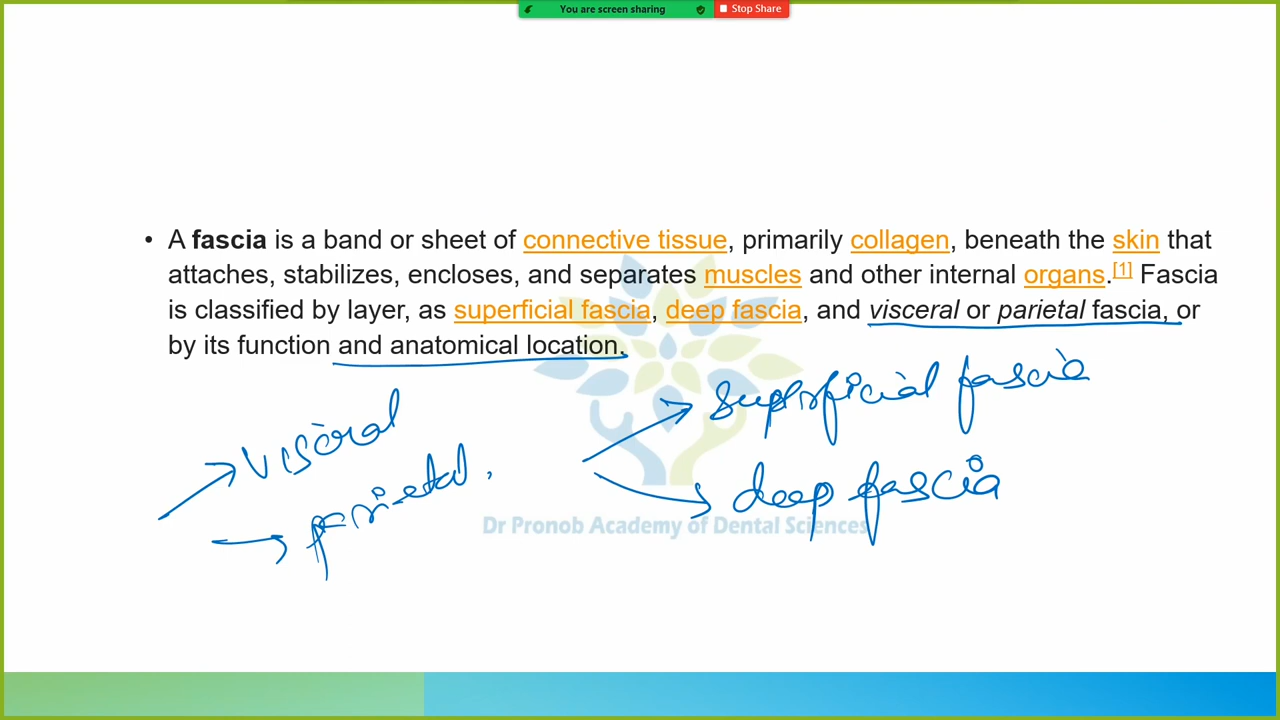 You are screen sharing
Stop Share
• A fascia is a band or sheet of connective tissue, primarily collagen, beneath the skin that
attaches, stabilizes, encloses, and separates muscles and other internal organs.[1] Fascia
is classified by layer, as superficial fascia, deep fascia, and visceral or parietal fascia, or
by its function and anatomical location.
visceral
parietal.
superficial fascia
deep fascia
Dr Pronob Academy of Dental Sciences